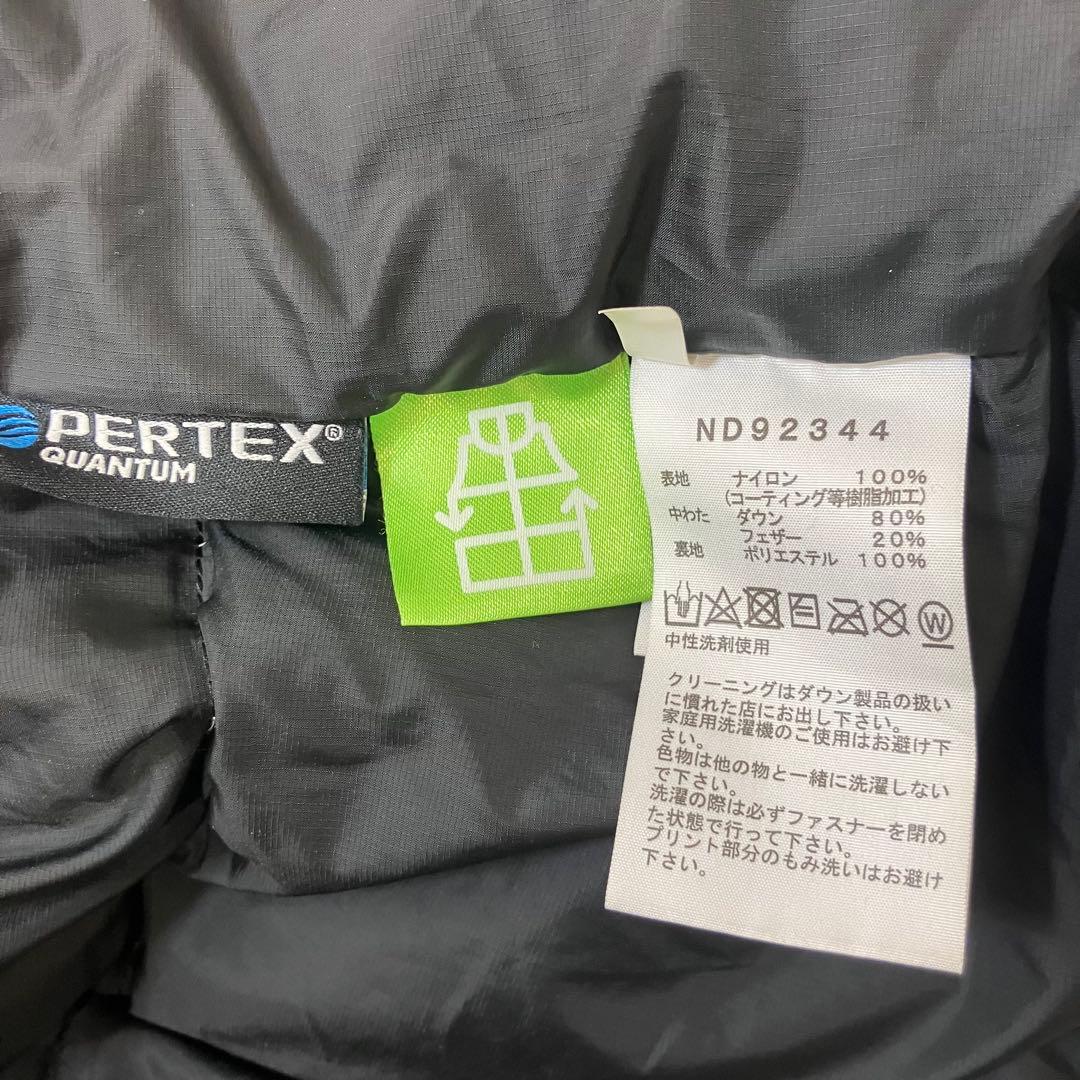 PERTEX®
QUANTUM
ND92344
表地 ナイロン 100%
(コーティング等樹脂加工)
中わた ダウン 80%
フェザー 20%
裏地 ポリエステル 100%
W
中性洗剤使用
クリーニングはダウン製品の扱い
に慣れた店にお出し下さい。
家庭用洗濯機のご使用はお避け下
さい。
色物は他の物と一緒に洗濯しない
で下さい。
洗濯の際は必ずファスナーを閉め
た状態で行って下さい。
プリント部分のもみ洗いはお避け
下さい。